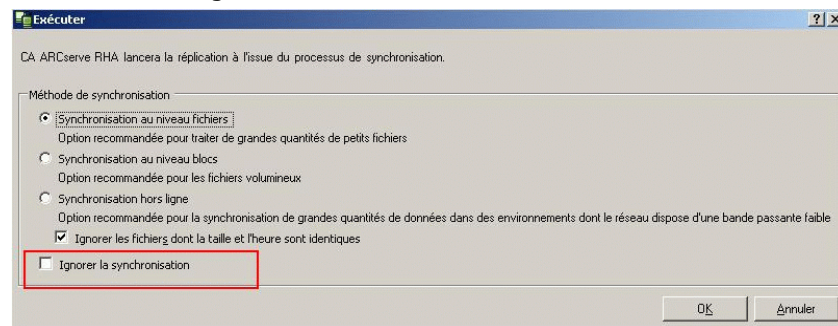 Exécuter
CA ARCserve RHA lancera la réplication à l'issue du processus de synchronisation.
Méthode de synchronisation
Synchronisation au niveau fichiers
Option recommandée pour traiter de grandes quantités de petits fichiers
Synchronisation au niveau blocs
Option recommandée pour les fichiers volumineux
Synchronisation hors ligne
Option recommandée pour la synchronisation de grandes quantités de données dans des environnements dont le réseau dispose d'une bande passante faible
Ignorer les fichiers dont la taille et l'heure sont identiques
Ignorer la synchronisation
OK Annuler